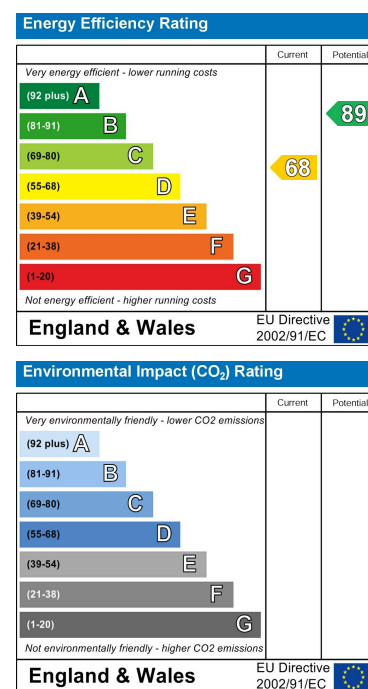 Energy Efficiency Rating
Current Potential
Very energy efficient - lower running costs
(92 plus) A
89
(81-91) B
(69-80) C
68
(55-68) D
(39-54) E
(21-38) F
(1-20) G
Not energy efficient - higher running costs
England & Wales
EU Directive
2002/91/EC
Environmental Impact (CO₂) Rating
Current Potential
Very environmentally friendly - lower CO2 emissions
(92 plus) A
(81-91) B
(69-80) C
(55-68) D
(39-54) E
(21-38) F
(1-20) G
Not environmentally friendly - higher CO2 emissions
England & Wales
EU Directive
2002/91/EC